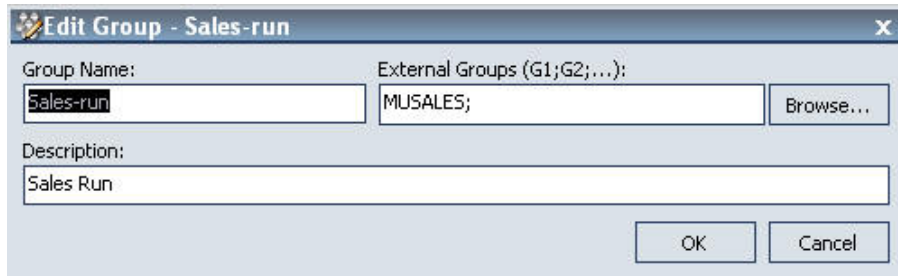 Edit Group - Sales-run x
Group Name: External Groups (G1;G2;...):
Sales-run MUSALES; Browse...
Description:
Sales Run
OK Cancel